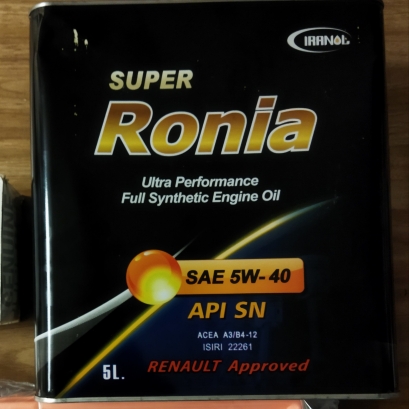 IRANOL
SUPER
Ronia
Ultra Performance
Full Synthetic Engine Oil
SAE 5W-40
API SN
ACEA A3/B4-12
ISIRI 22261
5L. RENAULT Approved